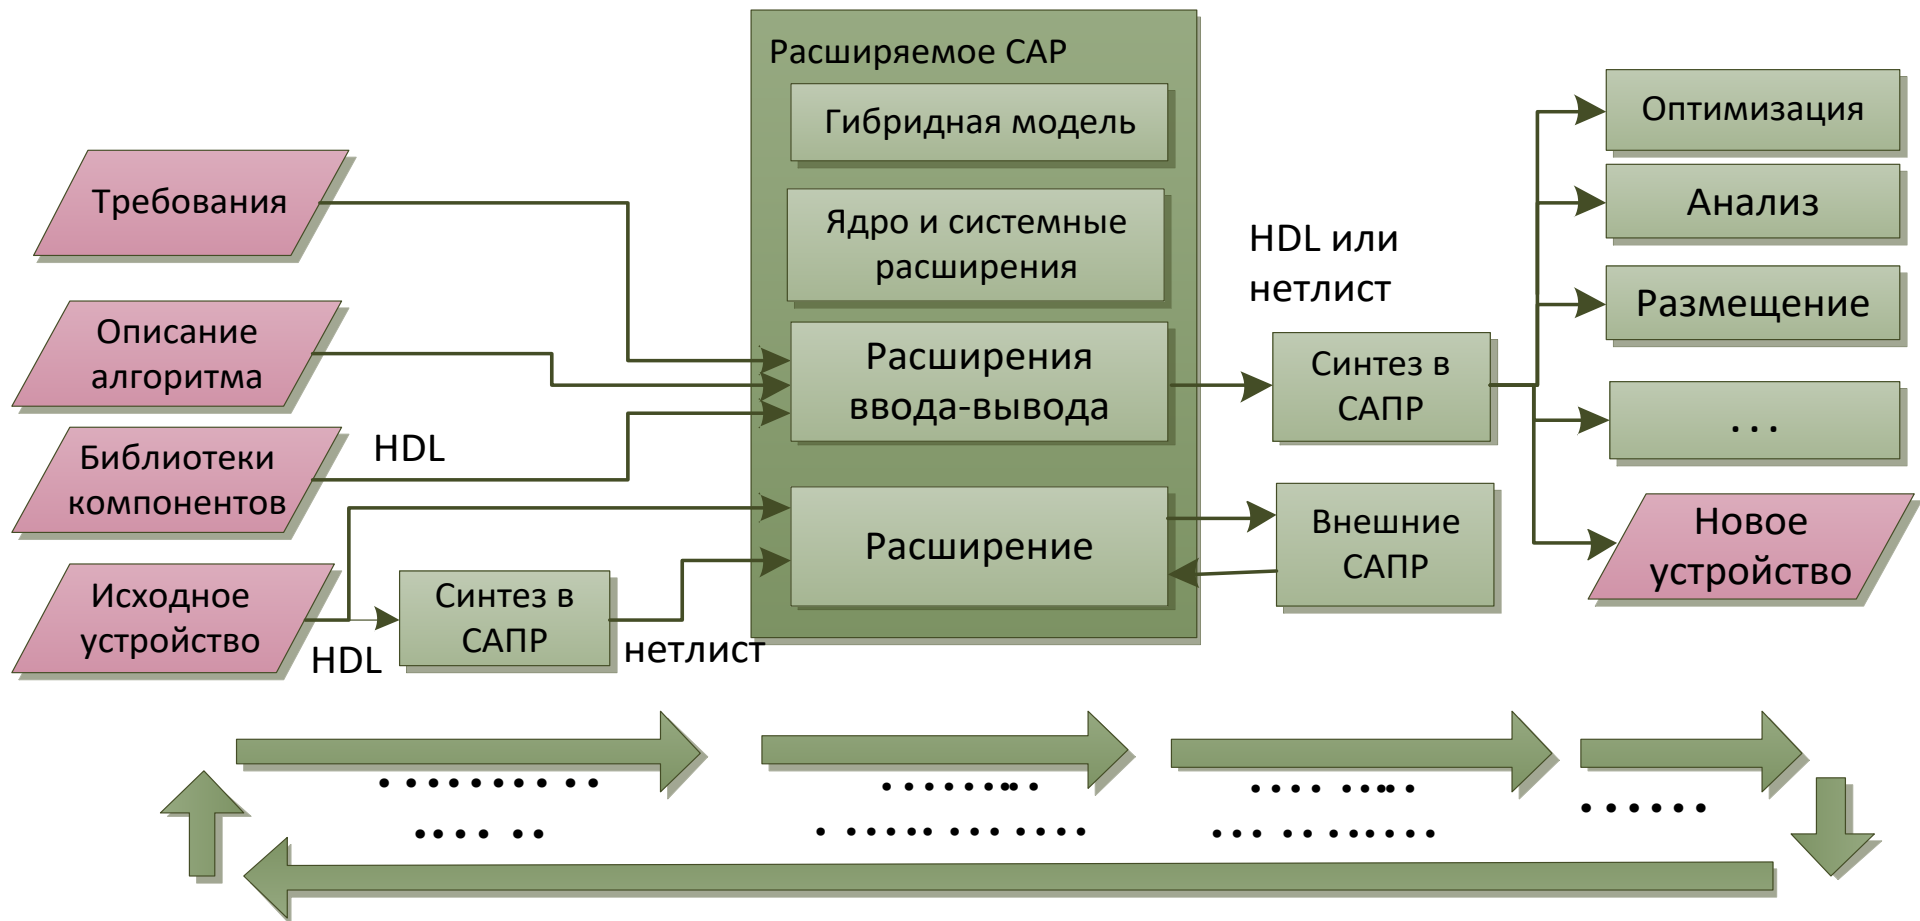 Расширяемое САР
Гибридная модель
Ядро и системные
расширения
Расширения
ввода-вывода
Расширение
Требования
Описание
алгоритма
Библиотеки
компонентов
HDL
Исходное
устройство
HDL
Синтез в
САПР
нетлист
HDL или
нетлист
Синтез в
САПР
Внешние
САПР
Оптимизация
Анализ
Размещение
...
Новое
устройство